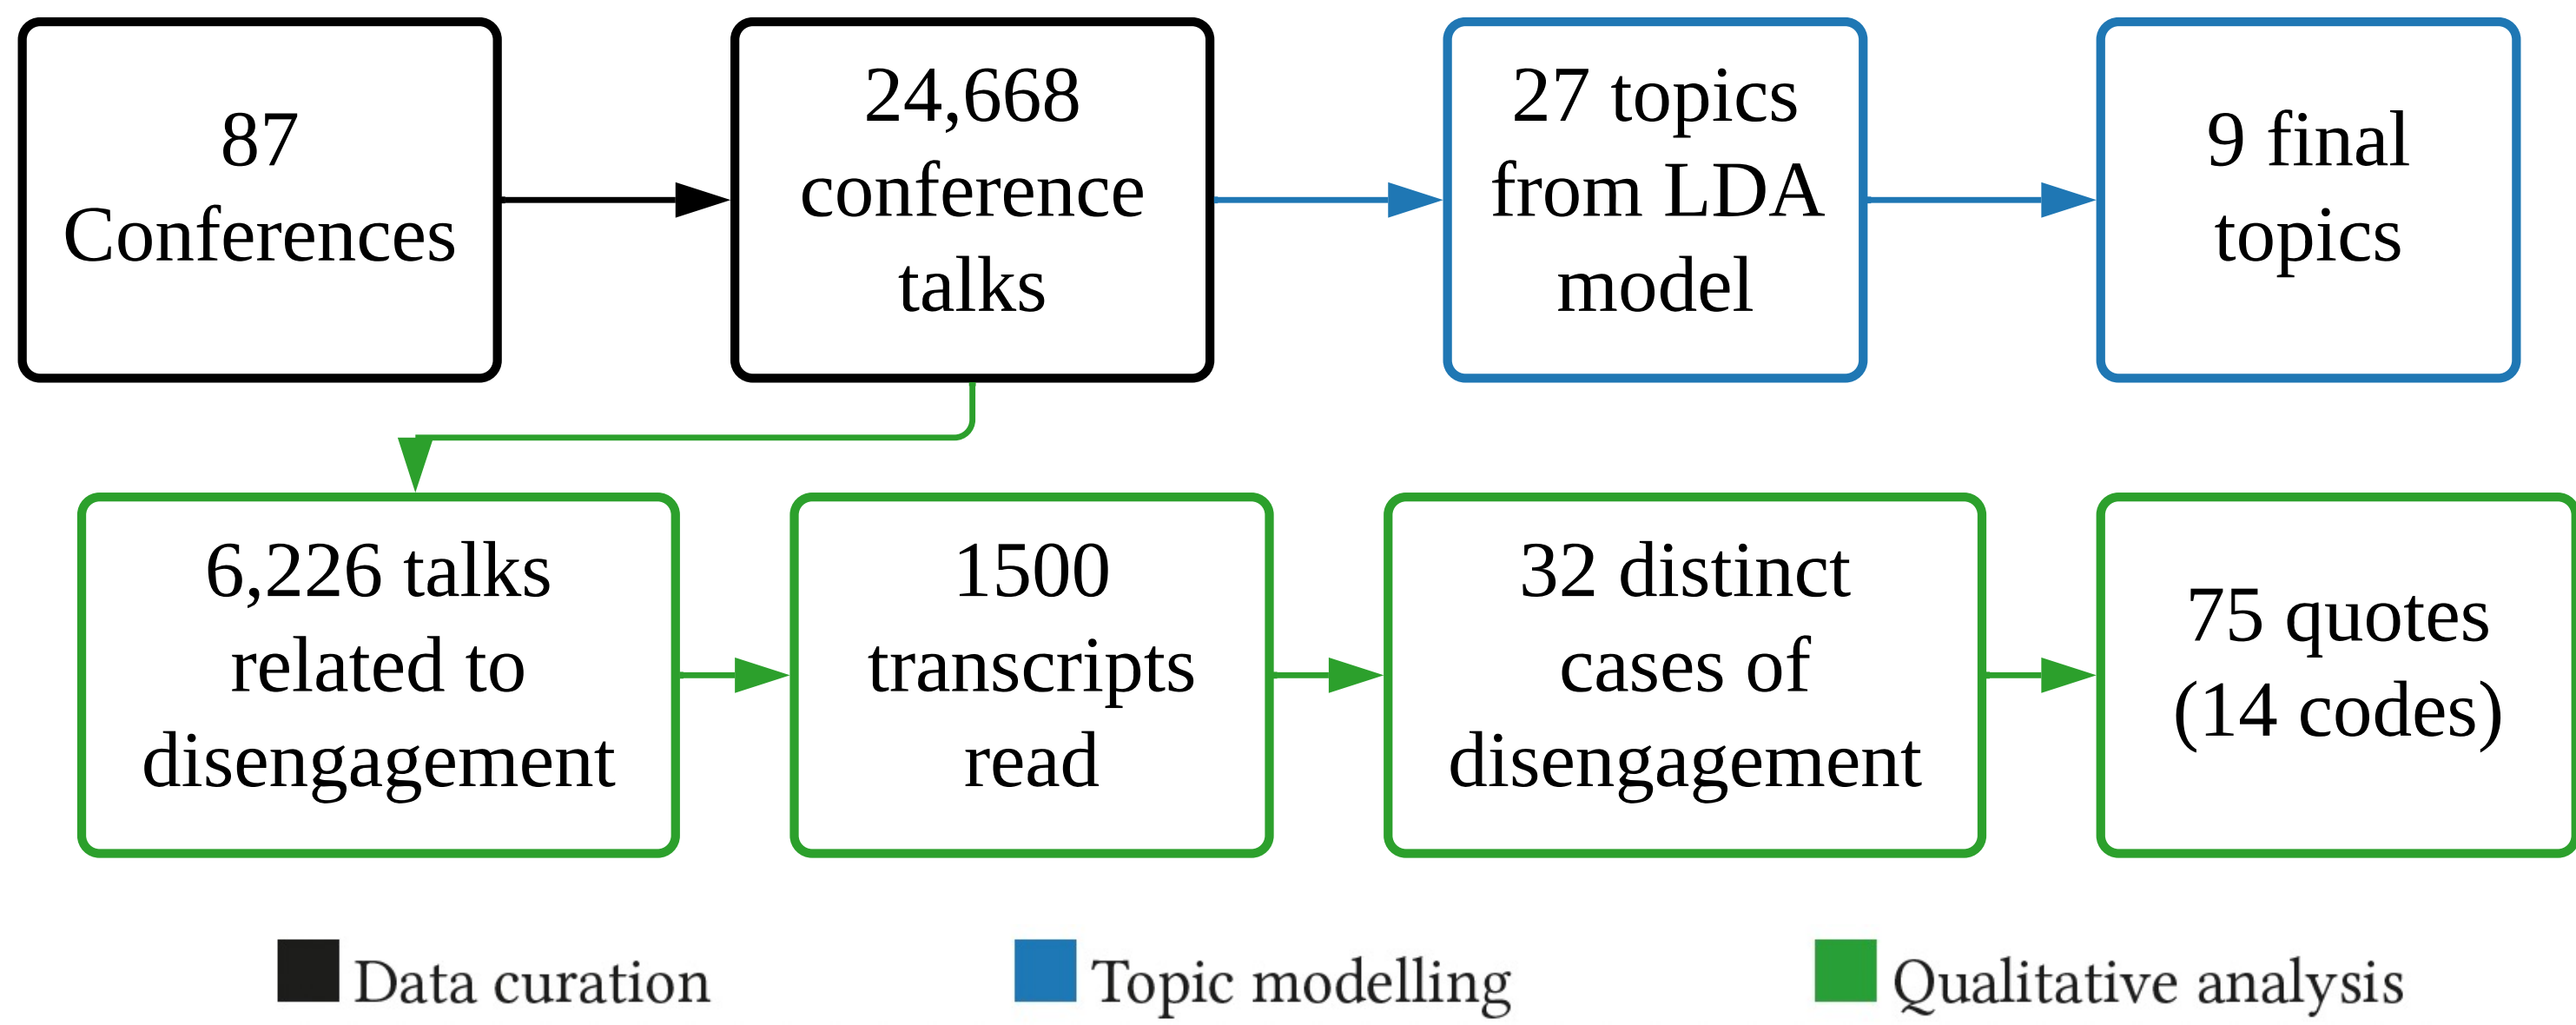 87
Conferences
24,668
conference
talks
27 topics
from LDA
model
9 final
topics
6,226 talks
related to
disengagement
1500
transcripts
read
32 distinct
cases of
disengagement
75 quotes
(14 codes)
Data curation
Topic modelling
Qualitative analysis